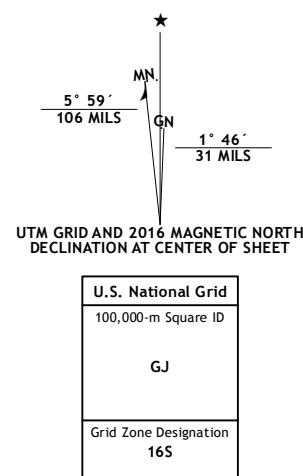 ★
MN.
5° 59´
106 MILS
GN
1° 46´
31 MILS
UTM GRID AND 2016 MAGNETIC NORTH
DECLINATION AT CENTER OF SHEET
U.S. National Grid
100,000-m Square ID
GJ
Grid Zone Designation
16S